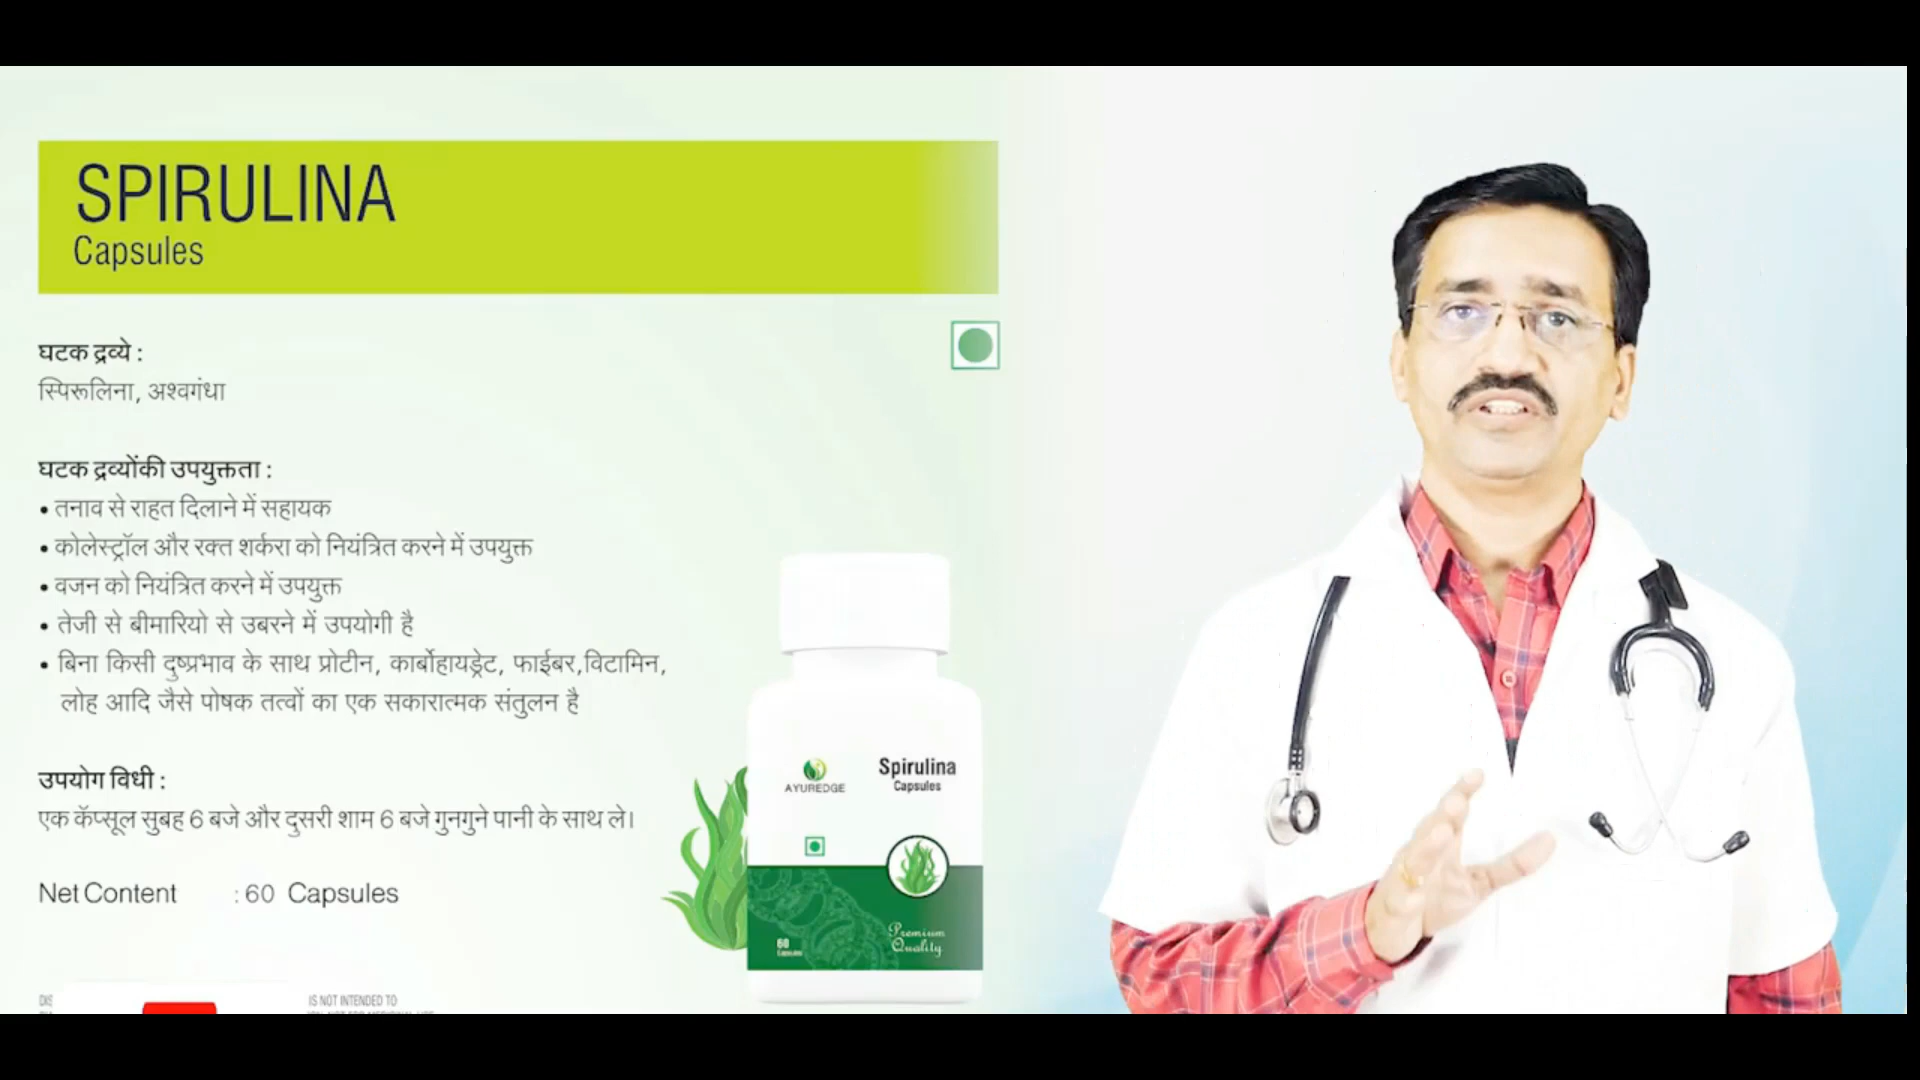 SPIRULINA
Capsules
घटक द्रव्ये :
स्पिरूलिना, अश्वगंधा
घटक द्रव्योंकी उपयुक्तता :
• तनाव से राहत दिलाने में सहायक
• कोलेस्ट्रॉल और रक्त शर्करा को नियंत्रित करने में उपयुक्त
• वजन को नियंत्रित करने में उपयुक्त
• तेजी से बीमारियो से उबरने में उपयोगी है
• बिना किसी दुष्प्रभाव के साथ प्रोटीन, कार्बोहायड्रेट, फाईबर,विटामिन,
लोह आदि जैसे पोषक तत्वों का एक सकारात्मक संतुलन है
उपयोग विधी :
एक कॅप्सूल सुबह 6 बजे और दुसरी शाम 6 बजे गुनगुने पानी के साथ ले।
Net Content : 60 Capsules
IS NOT INTENDED TO
AYUREDGE
Spirulina
Capsules
Premium
Quality
60
Capsules